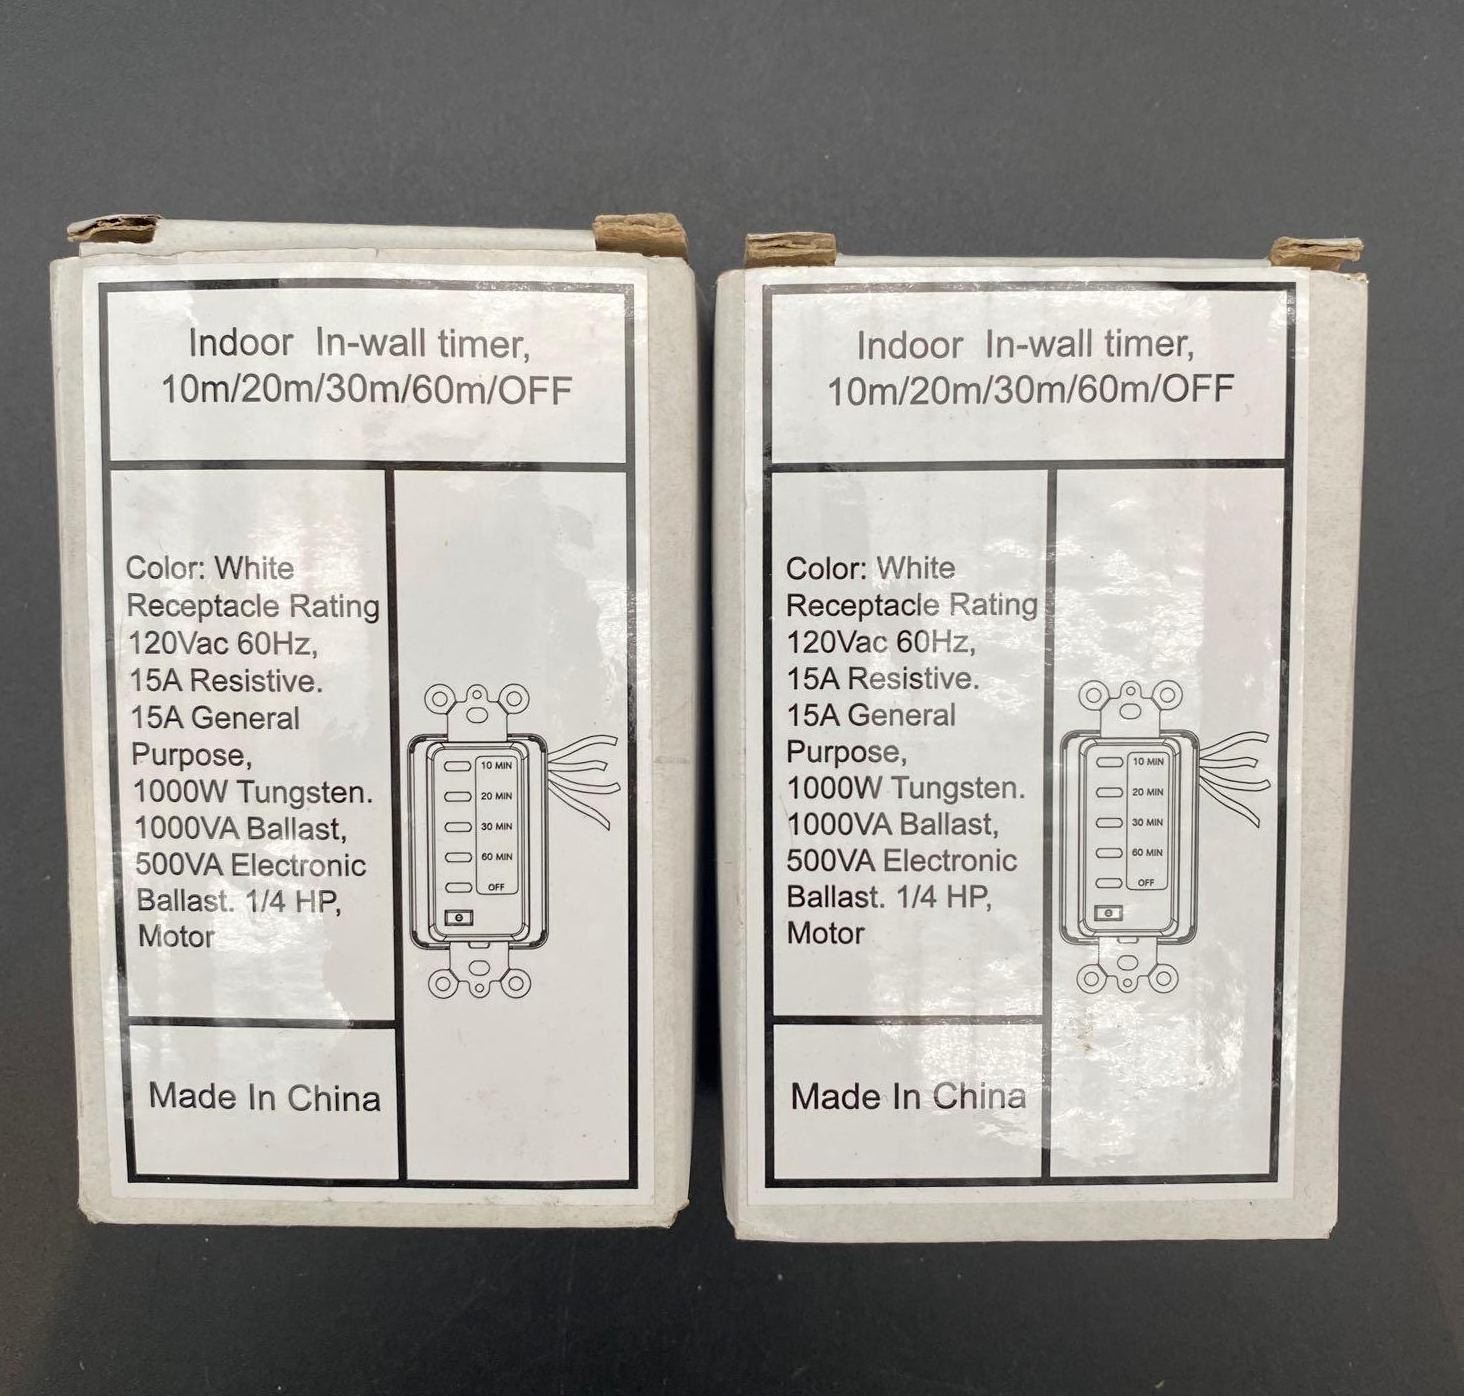 Indoor  In-wall timer,
10m/20m/30m/60m/OFF
Color: White
Receptacle Rating
120Vac 60Hz,
15A Resistive.
15A General
Purpose,
1000W Tungsten.
1000VA Ballast,
500VA Electronic
Ballast. 1/4 HP,
Motor
10 MIN
20 MIN
30 MIN
60 MIN
OFF
Made In China
Indoor  In-wall timer,
10m/20m/30m/60m/OFF
Color: White
Receptacle Rating
120Vac 60Hz,
15A Resistive.
15A General
Purpose,
1000W Tungsten.
1000VA Ballast,
500VA Electronic
Ballast. 1/4 HP,
Motor
10 MIN
20 MIN
30 MIN
60 MIN
OFF
Made In China